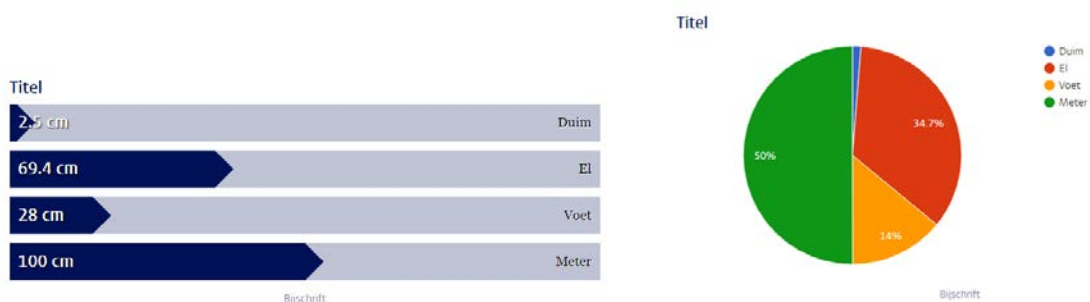 Titel
2.5 cm Duim
69.4 cm El
28 cm Voet
100 cm Meter
Bijschrift
Titel
Duim
El
Voet
Meter
34.7%
50%
14%
Bijschrift